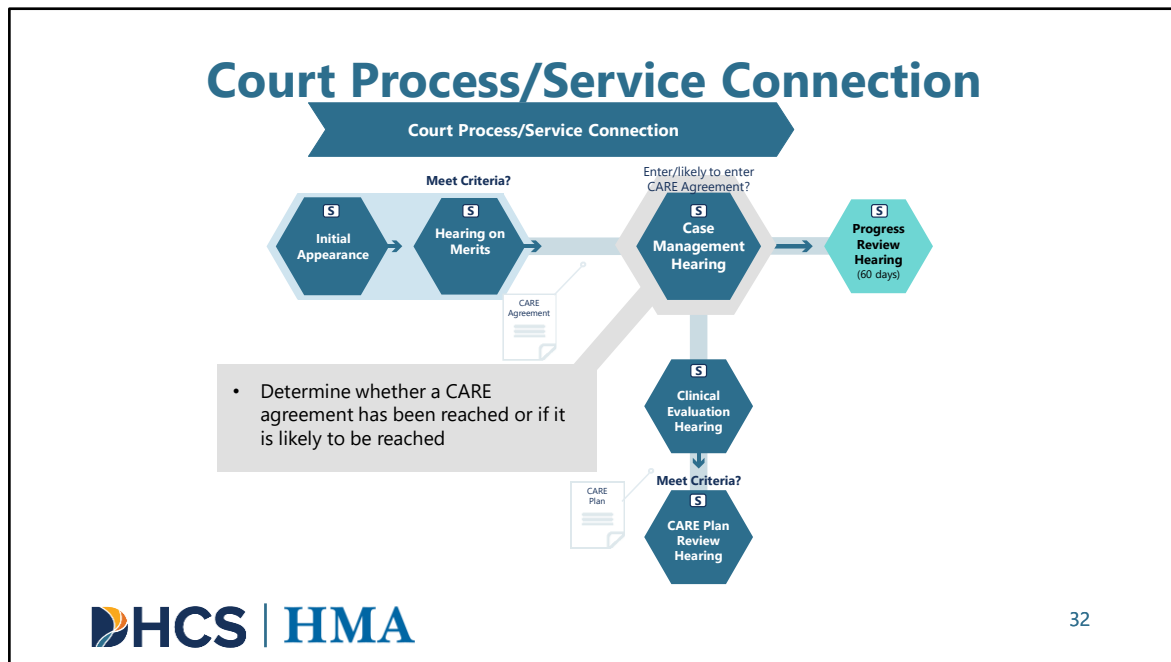 Court Process/Service Connection
Court Process/Service Connection
Meet Criteria?
Enter/likely to enter
CARE Agreement?
S
Initial
Appearance
S
Hearing on
Merits
S
Case
Management
Hearing
S
Progress
Review
Hearing
(60 days)
CARE
Agreement
• Determine whether a CARE
agreement has been reached or if it
is likely to be reached
S
Clinical
Evaluation
Hearing
Meet Criteria?
CARE
Plan
S
CARE Plan
Review
Hearing
DHCS
HMA
32